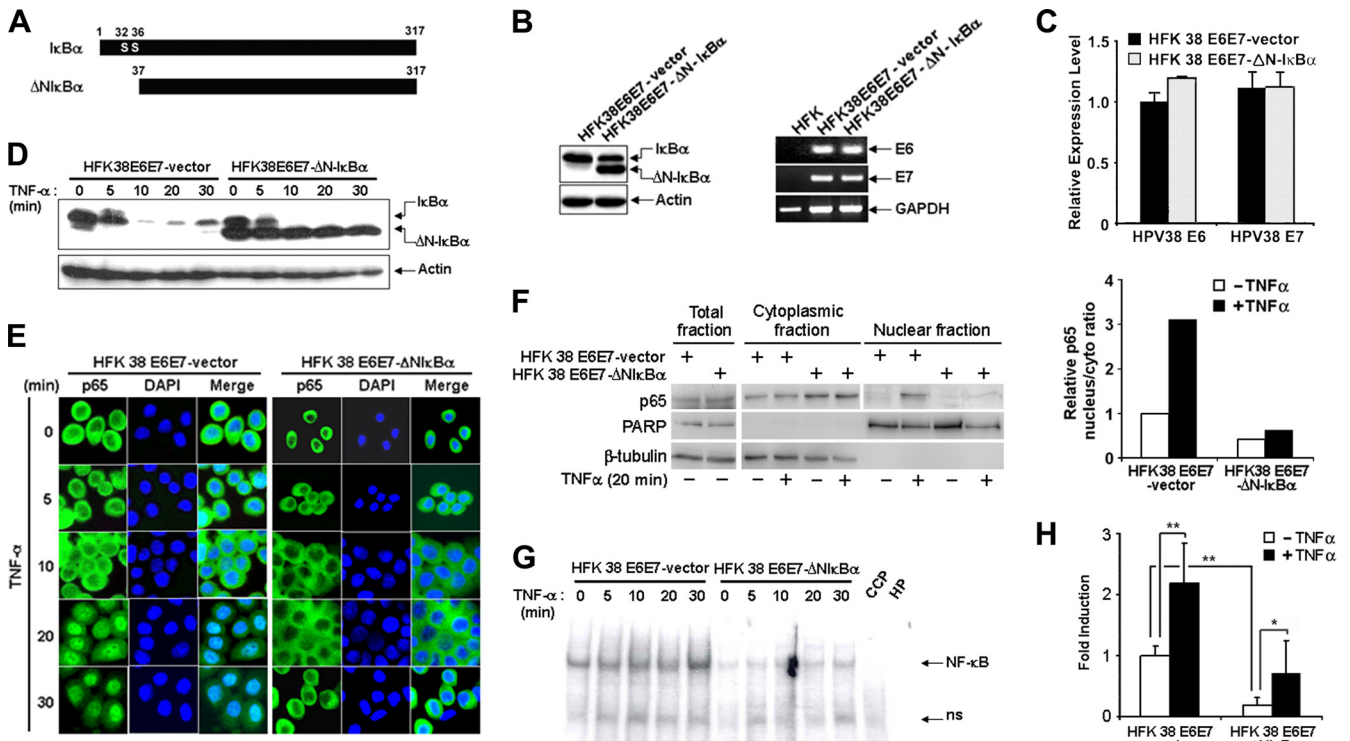 A
1 32 36 317
IκBα
S S
37 317
ΔNIκBα
B
HFK38E6E7-vector
HFK38E6E7-ΔN-IκBα
IκBα
ΔN-IκBα
Actin
HFK
HFK38E6E7-vector
HFK38E6E7-ΔN-IκBα
E6
E7
GAPDH
C
HFK 38 E6E7-vector
HFK 38 E6E7-ΔN-IκBα
Relative Expression Level
1.5
1.0
0.5
0
HPV38 E6 HPV38 E7
D
HFK38E6E7-vector HFK38E6E7-ΔN-IκBα
TNF-α : 0 5 10 20 30 0 5 10 20 30
(min)
IκBα
ΔN-IκBα
Actin
E
HFK 38 E6E7-vector HFK 38 E6E7-ΔNIκBα
(min) p65 DAPI Merge p65 DAPI Merge
0
5
10
20
30
TNF-α
F
Total fraction
Cytoplasmic fraction
Nuclear fraction
HFK 38 E6E7-vector + + + + +
HFK 38 E6E7-ΔNIκBα + + + + +
p65
PARP
β-tubulin
TNFα (20 min) − − − + − + − + − +
− TNFα
+ TNFα
Relative p65
nucleus/cyto ratio
4
3
2
1
0
HFK38 E6E7
-vector
HFK38 E6E7
-ΔN-IκBα
G
HFK 38 E6E7-vector HFK 38 E6E7-ΔNIκBα
CCP
HP
TNF-α : 0 5 10 20 30 0 5 10 20 30
(min)
NF-κB
ns
H
− TNFα
+ TNFα
Fold Induction
3
2
1
0
**
**
*
HFK 38 E6E7 HFK 38 E6E7